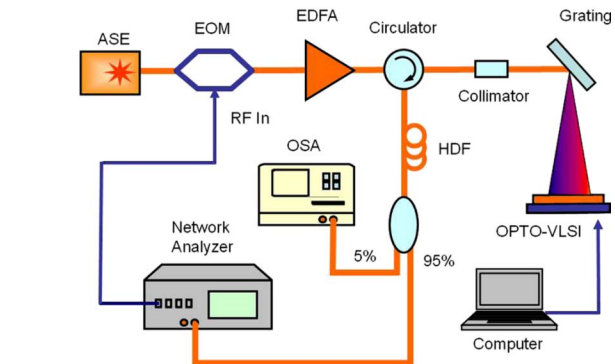 EDFA
EOM
Circulator
Grating
ASE
Collimator
RF In
OSA
HDF
Network
Analyzer
OPTO-VLSI
5%
95%
Computer